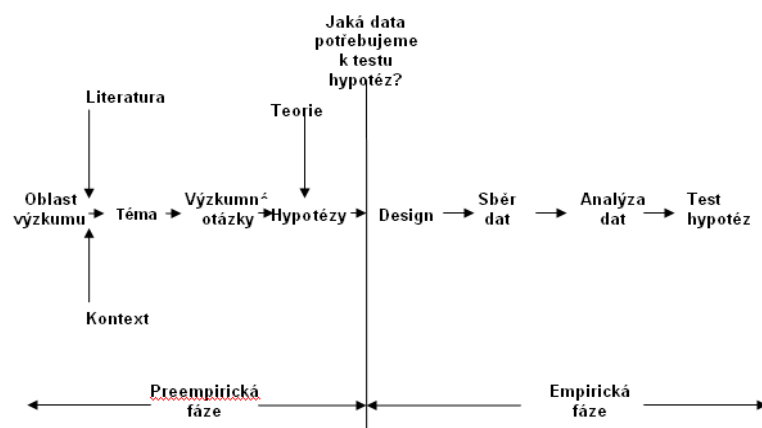 Jaká data
potřebujeme
k testu
hypotéz?
Literatura
Teorie
Oblast
výzkumu
Téma
Výzkumné
otázky
Hypotézy
Design
Sběr
dat
Analýza
dat
Test
hypotéz
Kontext
Preempirická
fáze
Empirická
fáze